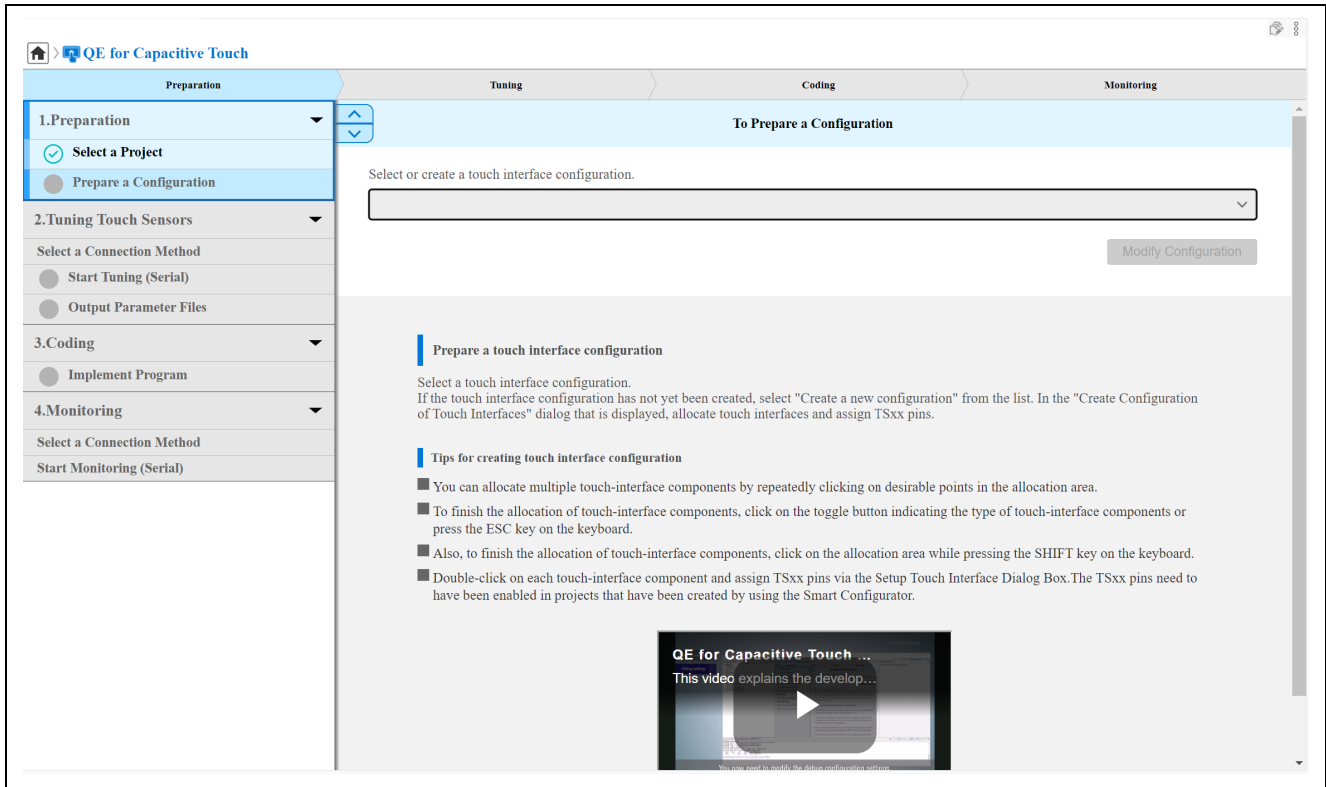 QE for Capacitive Touch
Preparation
Tuning
Coding
Monitoring
1.Preparation
Select a Project
Prepare a Configuration
2.Tuning Touch Sensors
Select a Connection Method
Start Tuning (Serial)
Output Parameter Files
3.Coding
Implement Program
4.Monitoring
Select a Connection Method
Start Monitoring (Serial)
To Prepare a Configuration
Select or create a touch interface configuration.
Modify Configuration
Prepare a touch interface configuration
Select a touch interface configuration.
If the touch interface configuration has not yet been created, select "Create a new configuration" from the list. In the "Create Configuration
of Touch Interfaces" dialog that is displayed, allocate touch interfaces and assign TSxx pins.
Tips for creating touch interface configuration
You can allocate multiple touch-interface components by repeatedly clicking on desirable points in the allocation area.
To finish the allocation of touch-interface components, click on the toggle button indicating the type of touch-interface components or
press the ESC key on the keyboard.
Also, to finish the allocation of touch-interface components, click on the allocation area while pressing the SHIFT key on the keyboard.
Double-click on each touch-interface component and assign TSxx pins via the Setup Touch Interface Dialog Box.The TSxx pins need to
have been enabled in projects that have been created by using the Smart Configurator.
QE for Capacitive Touch ...
This video explains the develop...
You now need to modify the debug configuration settings